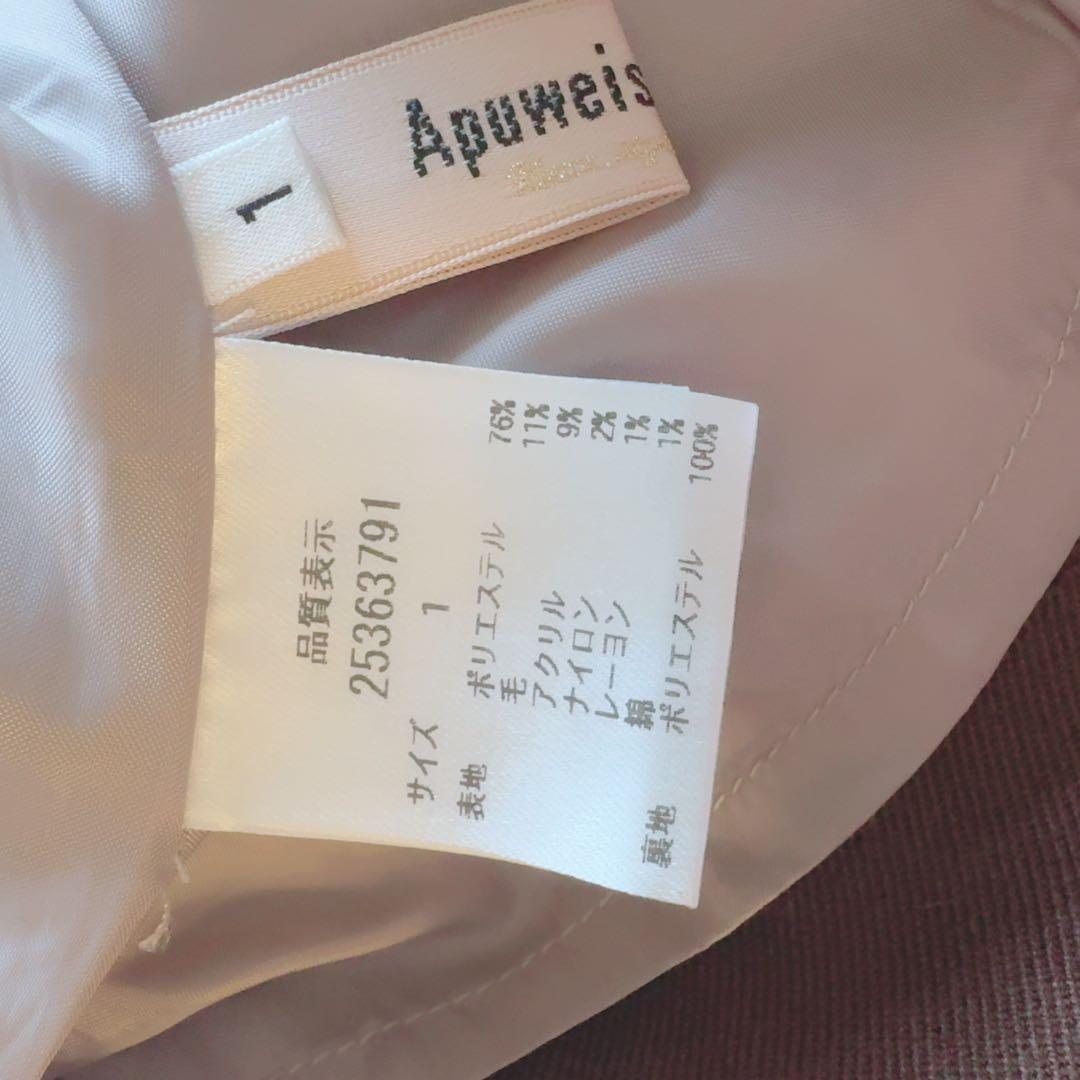 Apuweis
1
品質表示
25363791
サイズ 1
表地 ポリエステル 76%
毛 11%
アクリル 9%
ナイロン 2%
レーヨン 1%
綿 1%
裏地 ポリエステル 100%